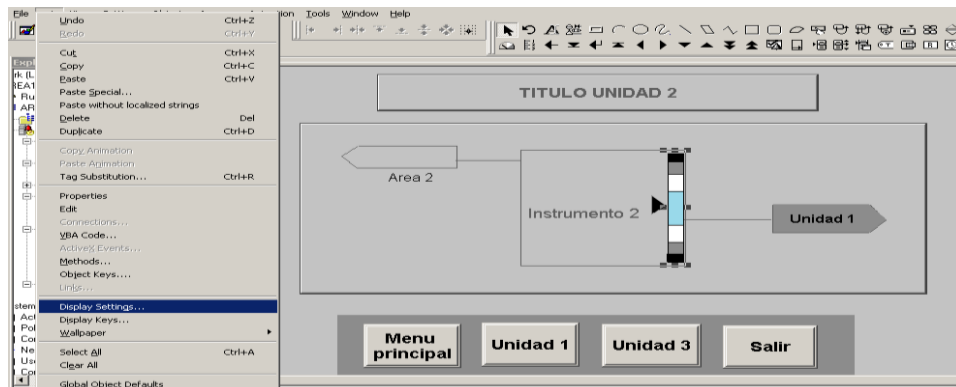 File Tools Window Help
Undo Ctrl+Z
Redo Ctrl+Y
Cut Ctrl+X
Copy Ctrl+C
Paste Ctrl+V
Paste Special...
Paste without localized strings
Delete Del
Duplicate Ctrl+D
Copy Animation
Paste Animation
Tag Substitution... Ctrl+R
Properties
Edit
Connections...
VBA Code...
ActiveX Events...
Methods...
Object Keys....
Links...
Display Settings...
Display Keys...
Wallpaper
Select All Ctrl+A
Clear All
Global Object Defaults
TITULO UNIDAD 2
Area 2
Instrumento 2
Unidad 1
Menu
principal
Unidad 1
Unidad 3
Salir